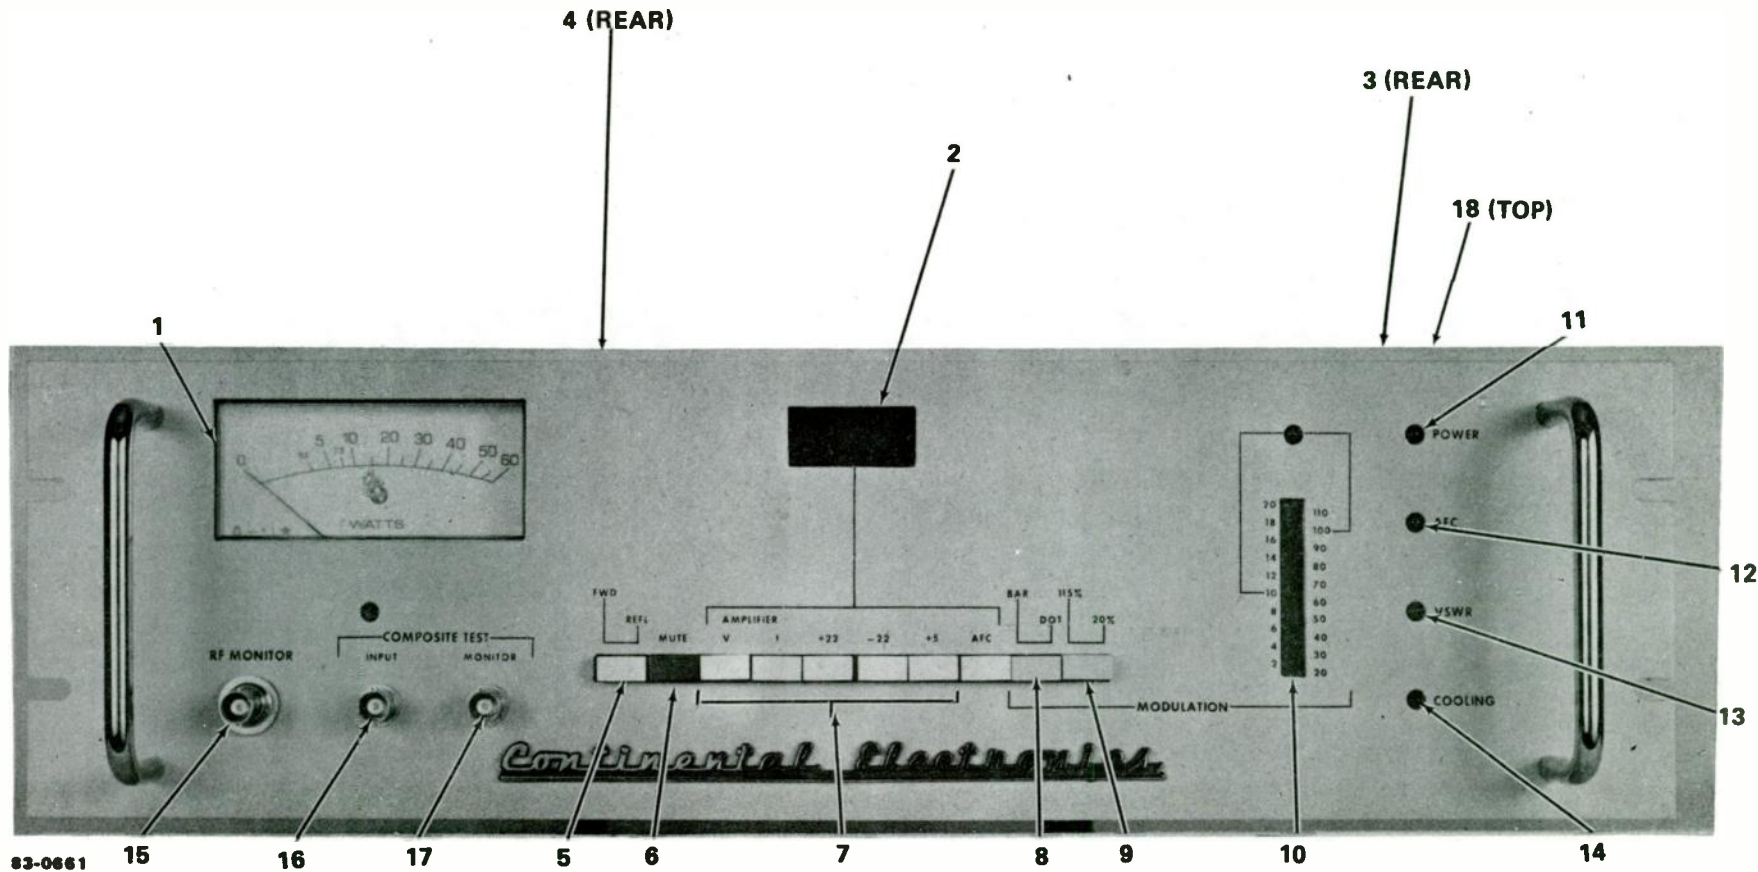 4 (REAR)
3 (REAR)
2
18 (TOP)
1
11
0 5 10 20 30 40 50 60
WATTS
POWER
20 110
18 100
16 90
14 80
12 70
10 60
8 50
6 40
4 30
2 20
AFC
12
VSWR
13
COOLING
FWD
REFL
MUTE
AMPLIFIER
V I +22 -22 +5 AFC
BAR
DOT
115%
20%
MODULATION
RF MONITOR
COMPOSITE TEST
INPUT MONITOR
Continental Electronics
83-0661
15 16 17 5 6 7 8 9 10 14